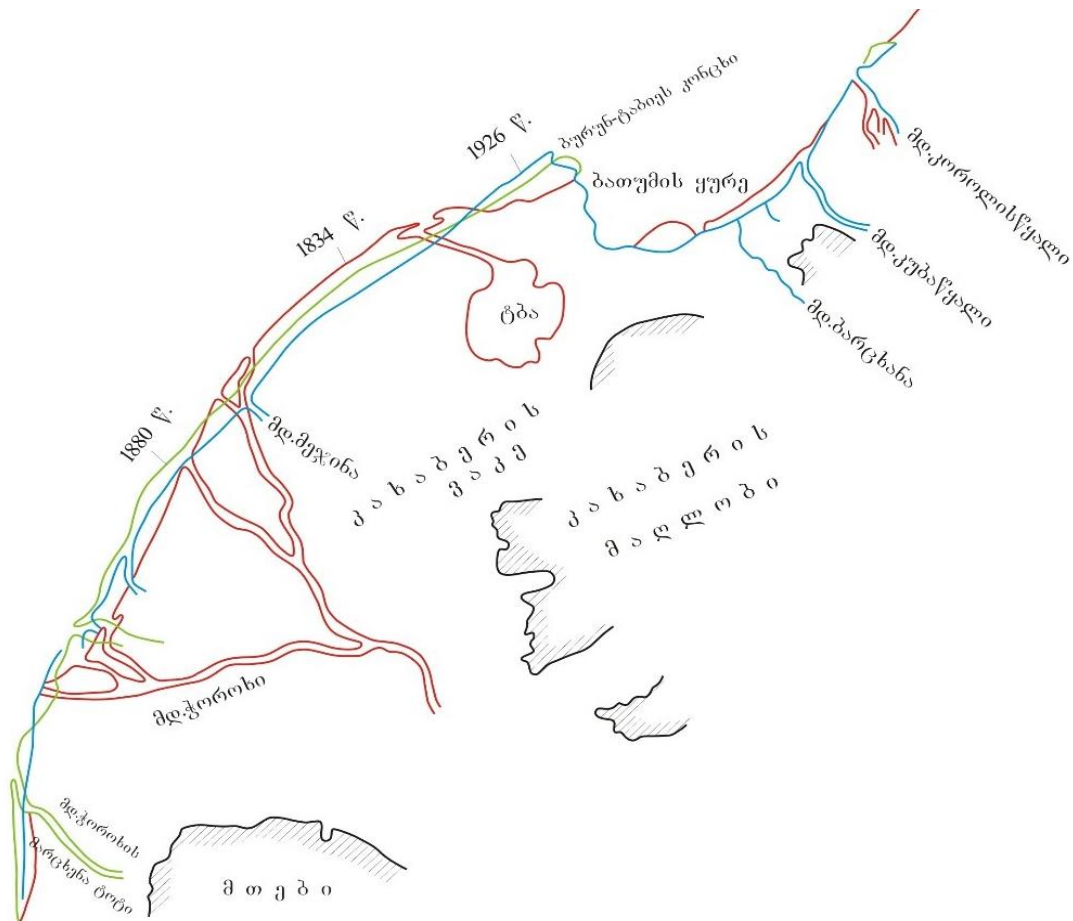 ბურუნ-ტაბიეს კონცხი
1926 წ.
ბათუმის ყურე
მდ.კოროლისწყალი
1834 წ.
მდ.კუბაწყალი
ტბა
მდ.ბარცხანა
1880 წ.
მდ.მეჯინა
კახაბერის
ვაკე
კახაბერის
მაღლობი
მდ.ჭოროხი
მდ.ჭოროხის
მარცხენა ტოტი
მთები